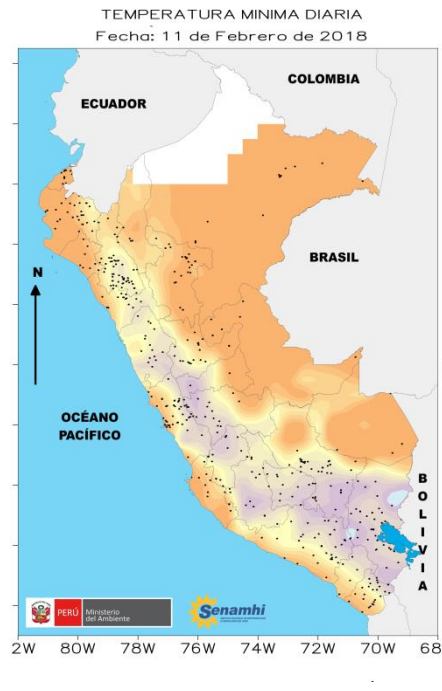 TEMPERATURA MINIMA DIARIA
Fecha: 11 de Febrero de 2018
COLOMBIA
ECUADOR
BRASIL
N
OCÉANO
PACÍFICO
BOLIVIA
PERÚ
Ministerio
del Ambiente
Senamhi
2W 80W 78W 76W 74W 72W 70W 68